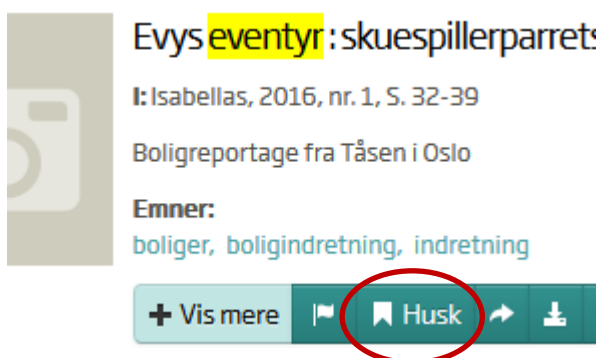 Evys eventyr : skuespillerparrets
I: Isabellas, 2016, nr. 1, S. 32-39
Boligreportage fra Tåsen i Oslo
Emner:
boliger, boligindretning, indretning
+ Vis mere Husk